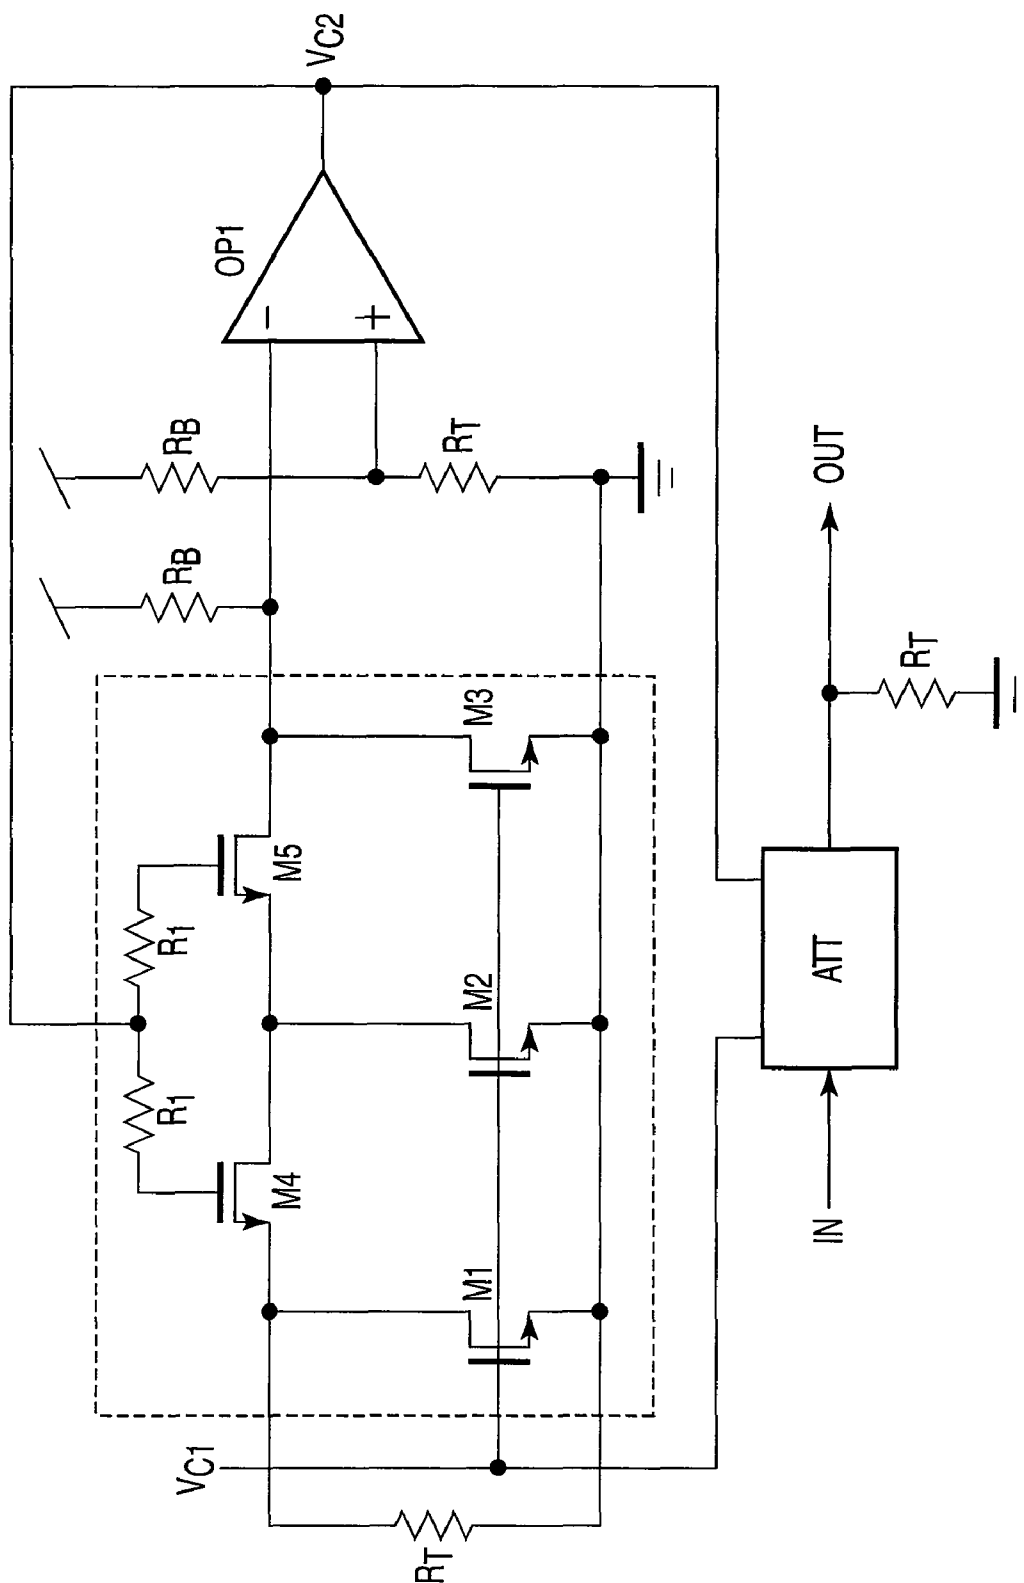 VC2
OP1
−
+
RB
RT
RB
OUT
M3
RT
M5
R1
M2
ATT
R1
M4
IN
M1
VC1
RT